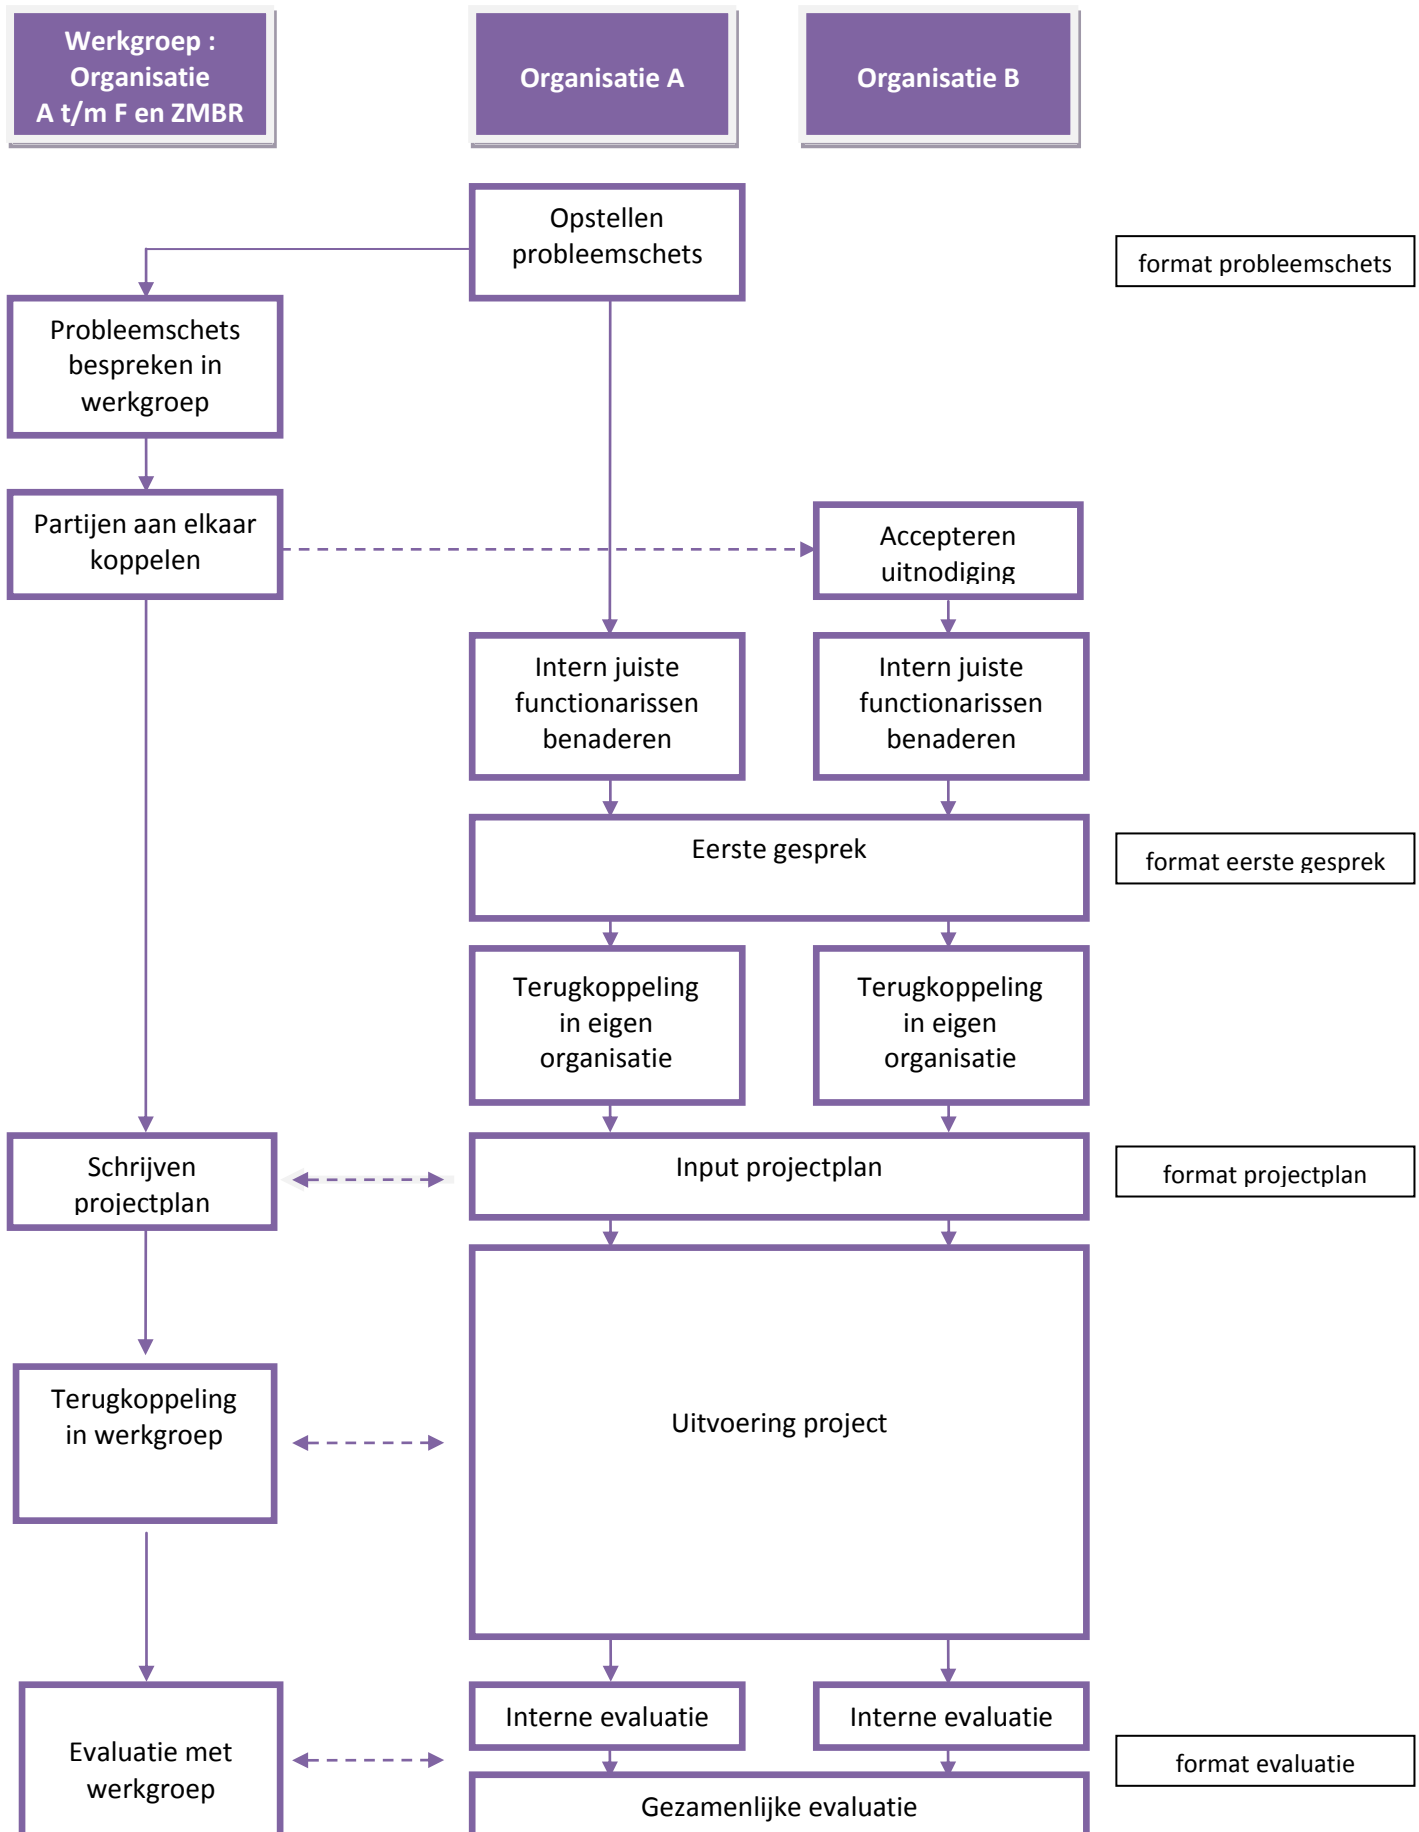 Werkgroep :
Organisatie
A t/m F en ZMBR
Organisatie A
Organisatie B
Opstellen
probleemschets
format probleemschets
Probleemschets
bespreken in
werkgroep
Partijen aan elkaar
koppelen
Accepteren
uitnodiging
Intern juiste
functionarissen
benaderen
Intern juiste
functionarissen
benaderen
Eerste gesprek
format eerste gesprek
Terugkoppeling
in eigen
organisatie
Terugkoppeling
in eigen
organisatie
Schrijven
projectplan
Input projectplan
format projectplan
Terugkoppeling
in werkgroep
Uitvoering project
Interne evaluatie
Interne evaluatie
Evaluatie met
werkgroep
format evaluatie
Gezamenlijke evaluatie